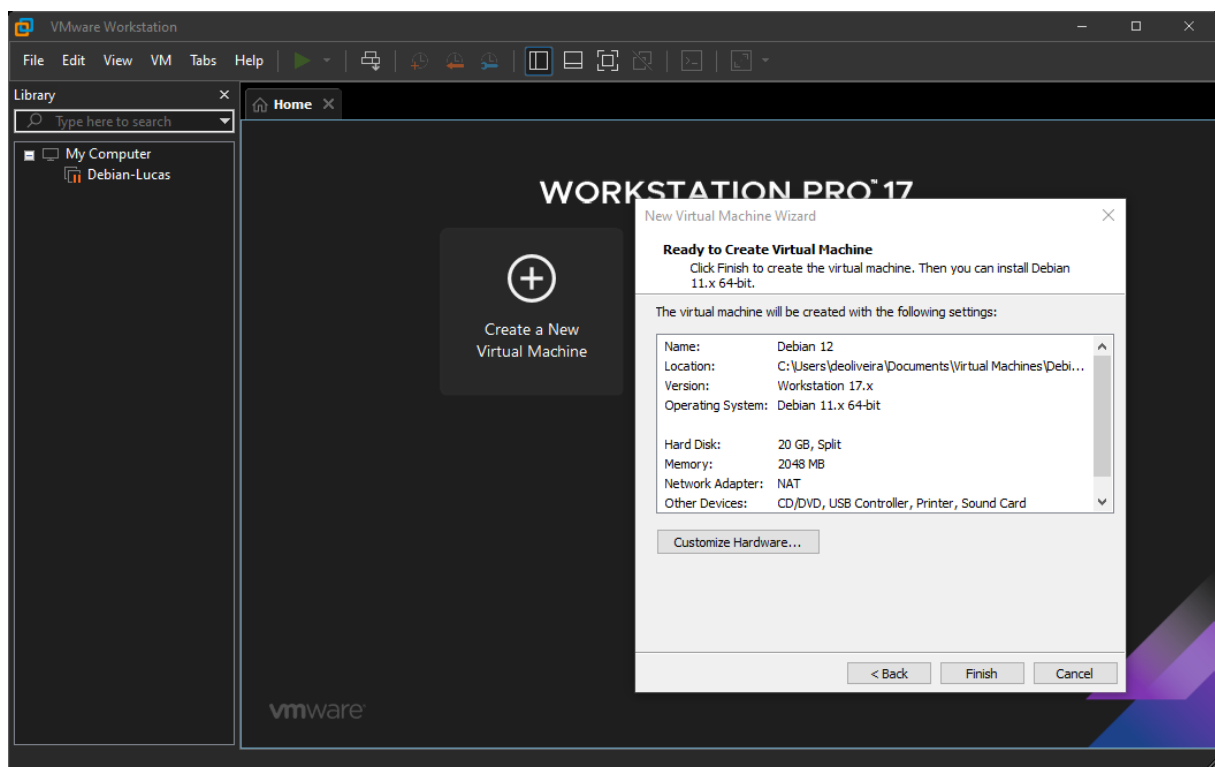 VMware Workstation
File Edit View VM Tabs Help
Library
Type here to search
My Computer
Debian-Lucas
Home
WORKSTATION PRO™ 17
Create a New
Virtual Machine
New Virtual Machine Wizard
Ready to Create Virtual Machine
Click Finish to create the virtual machine. Then you can install Debian
11.x 64-bit.
The virtual machine will be created with the following settings:
Name: Debian 12
Location: C:\Users\deoliveira\Documents\Virtual Machines\Debi...
Version: Workstation 17.x
Operating System: Debian 11.x 64-bit
Hard Disk: 20 GB, Split
Memory: 2048 MB
Network Adapter: NAT
Other Devices: CD/DVD, USB Controller, Printer, Sound Card
Customize Hardware...
< Back Finish Cancel
vmware